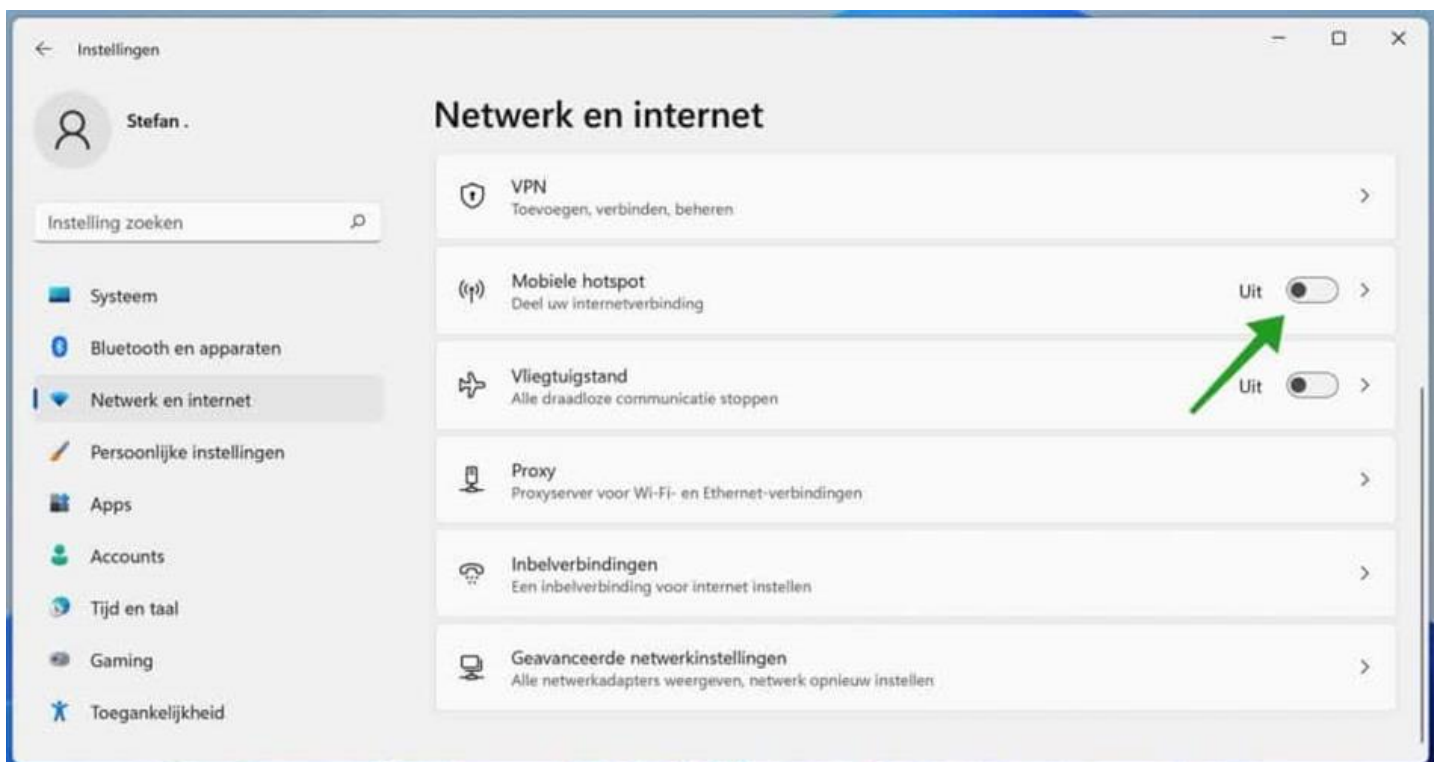 Instellingen
Stefan .
Instelling zoeken
Systeem
Bluetooth en apparaten
Netwerk en internet
Persoonlijke instellingen
Apps
Accounts
Tijd en taal
Gaming
Toegankelijkheid
Netwerk en internet
VPN
Toevoegen, verbinden, beheren
Mobiele hotspot
Deel uw internetverbinding
Uit
Vliegtuigstand
Alle draadloze communicatie stoppen
Uit
Proxy
Proxyserver voor Wi-Fi- en Ethernet-verbindingen
Inbelverbindingen
Een inbelverbinding voor internet instellen
Geavanceerde netwerkinstellingen
Alle netwerkadapters weergeven, netwerk opnieuw instellen